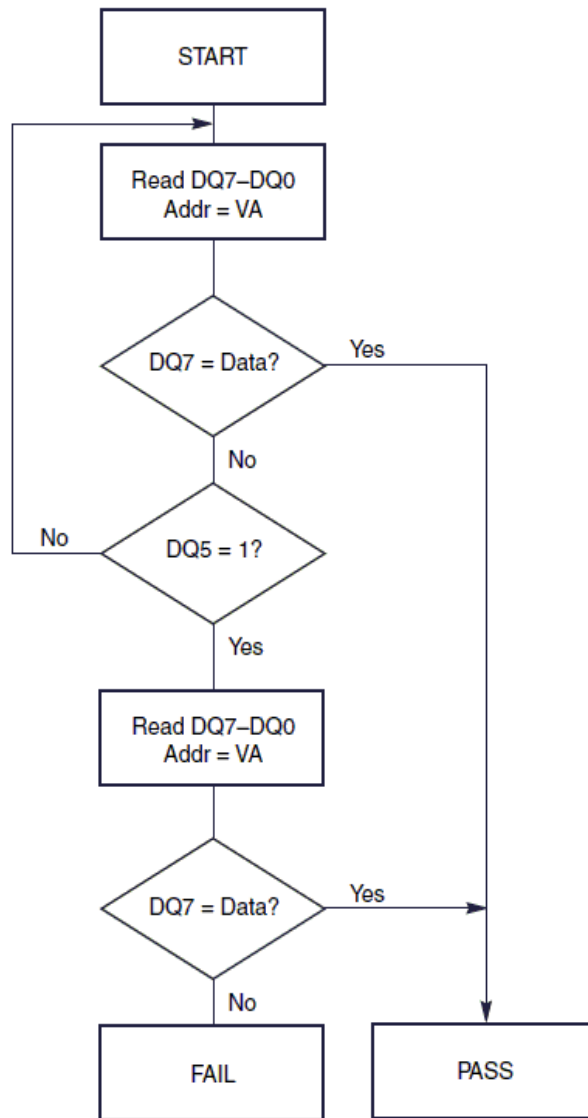 START
Read DQ7–DQ0
Addr = VA
DQ7 = Data?
Yes
No
No
DQ5 = 1?
Yes
Read DQ7–DQ0
Addr = VA
DQ7 = Data?
Yes
No
FAIL
PASS